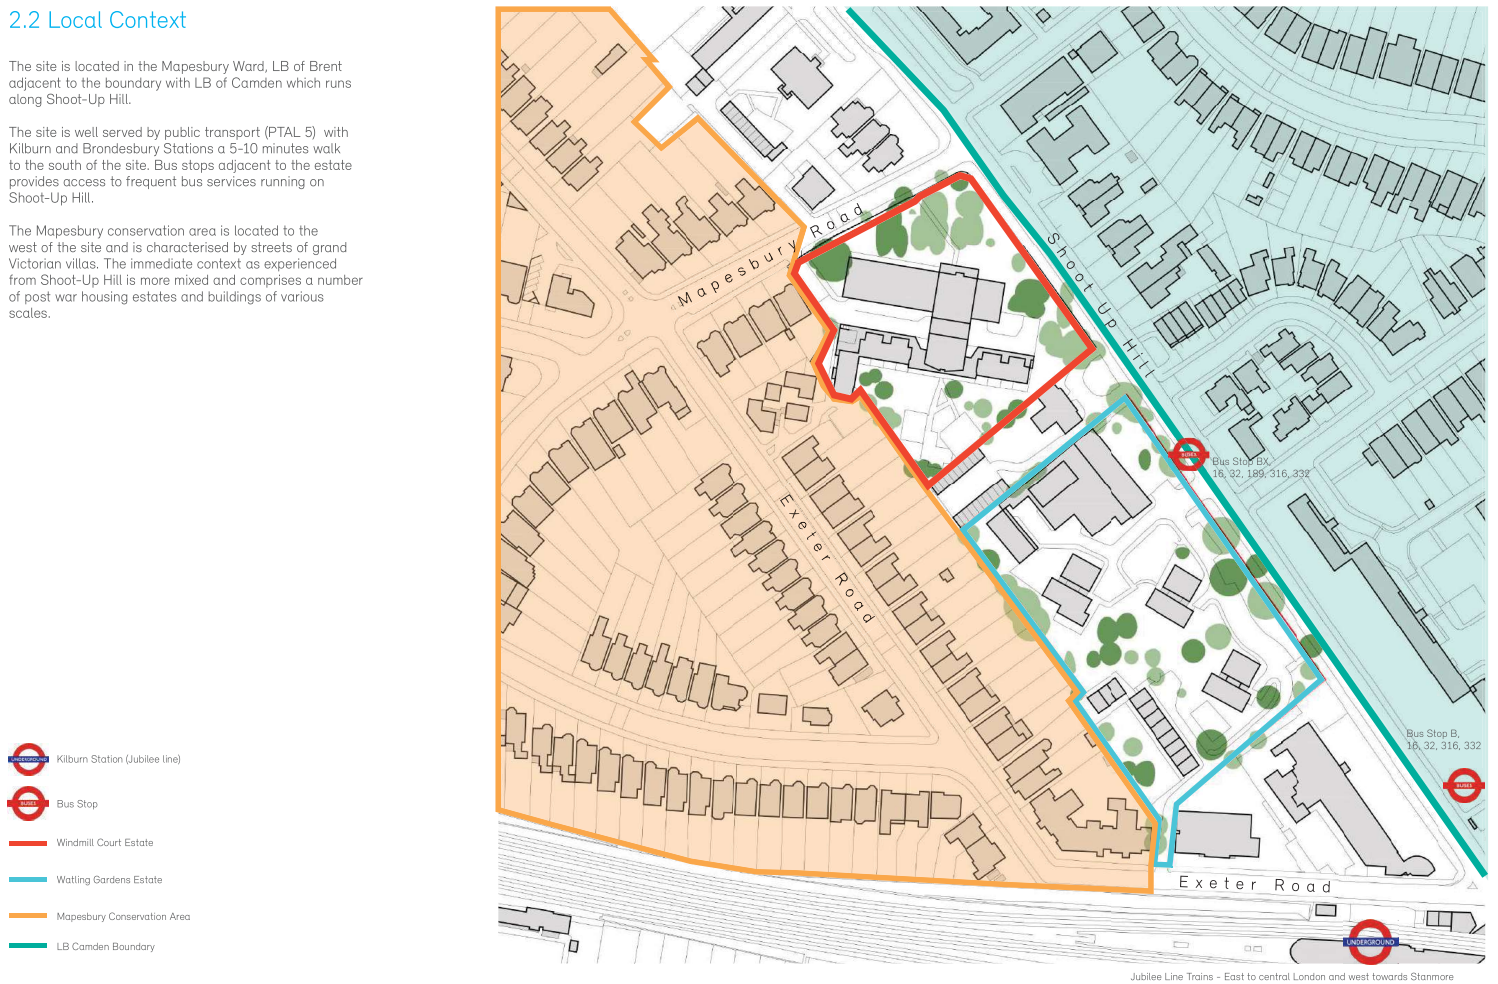 2.2 Local Context
The site is located in the Mapesbury Ward, LB of Brent
adjacent to the boundary with LB of Camden which runs
along Shoot-Up Hill.
The site is well served by public transport (PTAL 5) with
Kilburn and Brondesbury Stations a 5-10 minutes walk
to the south of the site. Bus stops adjacent to the estate
provides access to frequent bus services running on
Shoot-Up Hill.
The Mapesbury conservation area is located to the
west of the site and is characterised by streets of grand
Victorian villas. The immediate context as experienced
from Shoot-Up Hill is more mixed and comprises a number
of post war housing estates and buildings of various
scales.
UNDERGROUND
Kilburn Station (Jubilee line)
BUSES
Bus Stop
Windmill Court Estate
Watling Gardens Estate
Mapesbury Conservation Area
LB Camden Boundary
Mapesbury Road
Shoot Up Hill
BUSES
Bus Stop BX,
16, 32, 189, 316, 332
Exeter Road
Bus Stop B,
16, 32, 316, 332
BUSES
Exeter Road
UNDERGROUND
Jubilee Line Trains - East to central London and west towards Stanmore